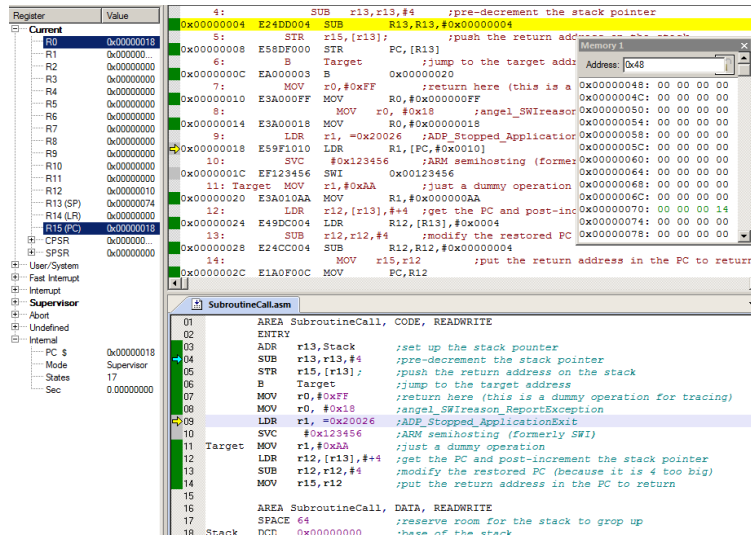 Register Value
Current
R0 0x00000018
R1 0x000000...
R2 0x00000000
R3 0x00000000
R4 0x00000000
R5 0x00000000
R6 0x00000000
R7 0x00000000
R8 0x00000000
R9 0x00000000
R10 0x00000000
R11 0x00000000
R12 0x00000010
R13 (SP) 0x00000074
R14 (LR) 0x00000000
R15 (PC) 0x00000018
CPSR 0x000000...
SPSR 0x00000000
User/System
Fast Interrupt
Interrupt
Supervisor
Abort
Undefined
Internal
PC $ 0x00000018
Mode Supervisor
States 17
Sec 0.00000000
4: SUB r13,r13,#4 ;pre-decrement the stack pointer
0x00000004 E24DD004 SUB R13,R13,#0x00000004
5: STR r15,[r13]; ;push the return address on the stack
0x00000008 E58DF000 STR PC,[R13]
6: B Target ;jump to the target addr
0x0000000C EA000003 B 0x00000020
7: MOV r0,#0xFF ;return here (this is a
0x00000010 E3A000FF MOV R0,#0x000000FF
8: MOV r0, #0x18 ;angel_SWIreason
0x00000014 E3A00018 MOV R0,#0x00000018
9: LDR r1, =0x20026 ;ADP_Stopped_Application
0x00000018 E59F1010 LDR R1,[PC,#0x0010]
10: SVC #0x123456 ;ARM semihosting (former
0x0000001C EF123456 SWI 0x00123456
11: Target MOV r1,#0xAA ;just a dummy operation
0x00000020 E3A010AA MOV R1,#0x000000AA
12: LDR r12,[r13],#+4 ;get the PC and post-inc
0x00000024 E49DC004 LDR R12,[R13],#0x0004
13: SUB r12,r12,#4 ;modify the restored PC
0x00000028 E24CC004 SUB R12,R12,#0x00000004
14: MOV r15,r12 ;put the return address in the PC to return
0x0000002C E1A0F00C MOV PC,R12
Memory 1
Address: 0x48
0x00000048: 00 00 00 00
0x0000004C: 00 00 00 00
0x00000050: 00 00 00 00
0x00000054: 00 00 00 00
0x00000058: 00 00 00 00
0x0000005C: 00 00 00 00
0x00000060: 00 00 00 00
0x00000064: 00 00 00 00
0x00000068: 00 00 00 00
0x0000006C: 00 00 00 00
0x00000070: 00 00 00 14
0x00000074: 00 00 00 00
0x00000078: 00 00 00 00
SubroutineCall.asm
01 AREA SubroutineCall, CODE, READWRITE
02 ENTRY
03 ADR r13,Stack ;set up the stack pounter
04 SUB r13,r13,#4 ;pre-decrement the stack pointer
05 STR r15,[r13]; ;push the return address on the stack
06 B Target ;jump to the target address
07 MOV r0,#0xFF ;return here (this is a dummy operation for tracing)
08 MOV r0, #0x18 ;angel_SWIreason_ReportException
09 LDR r1, =0x20026 ;ADP_Stopped_ApplicationExit
10 SVC #0x123456 ;ARM semihosting (formerly SWI)
11 Target MOV r1,#0xAA ;just a dummy operation
12 LDR r12,[r13],#+4 ;get the PC and post-increment the stack pointer
13 SUB r12,r12,#4 ;modify the restored PC (because it is 4 too big)
14 MOV r15,r12 ;put the return address in the PC to return
15
16 AREA SubroutineCall, DATA, READWRITE
17 SPACE 64 ;reserve room for the stack to grop up
18 Stack DCD 0x00000000 ;base of the stack